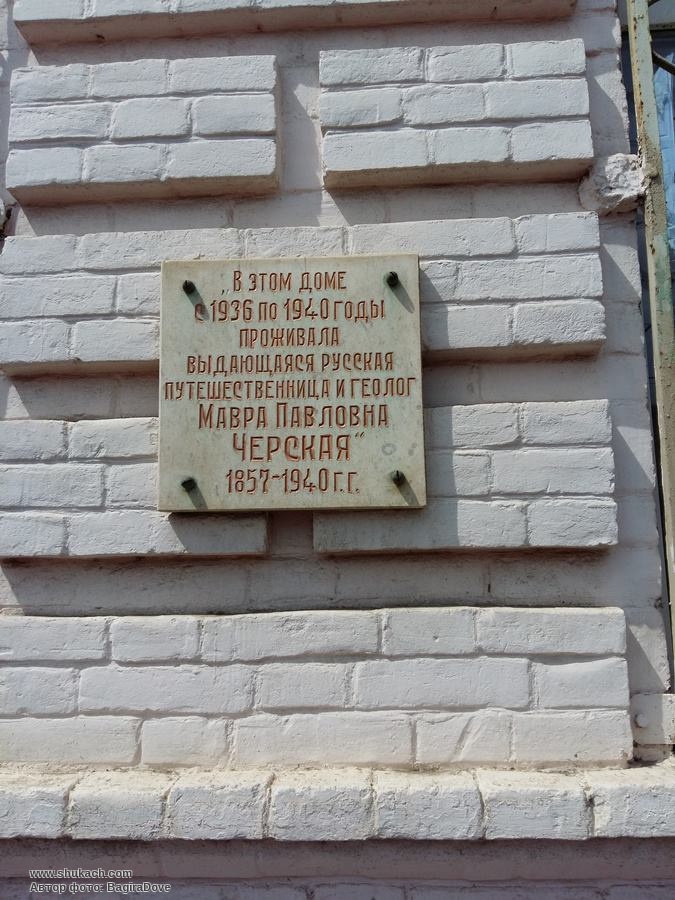 „В ЭТОМ ДОМЕ
С 1936 ПО 1940 ГОДЫ
ПРОЖИВАЛА
ВЫДАЮЩАЯСЯ РУССКАЯ
ПУТЕШЕСТВЕННИЦА И ГЕОЛОГ
МАВРА ПАВЛОВНА
ЧЕРСКАЯ“
1857-1940 Г.Г.
www.shukach.com
Автор фото: BagiraDove